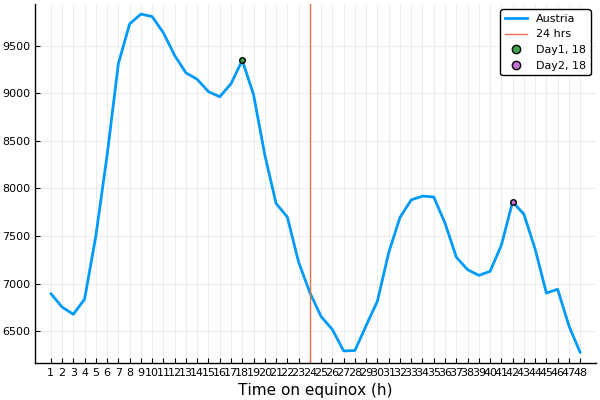 Austria
24 hrs
Day1, 18
Day2, 18
9500
9000
8500
8000
7500
7000
6500
1 2 3 4 5 6 7 8 9 10 11 12 13 14 15 16 17 18 19 20 21 22 23 24 25 26 27 28 29 30 31 32 33 34 35 36 37 38 39 40 41 42 43 44 45 46 47 48
Time on equinox (h)